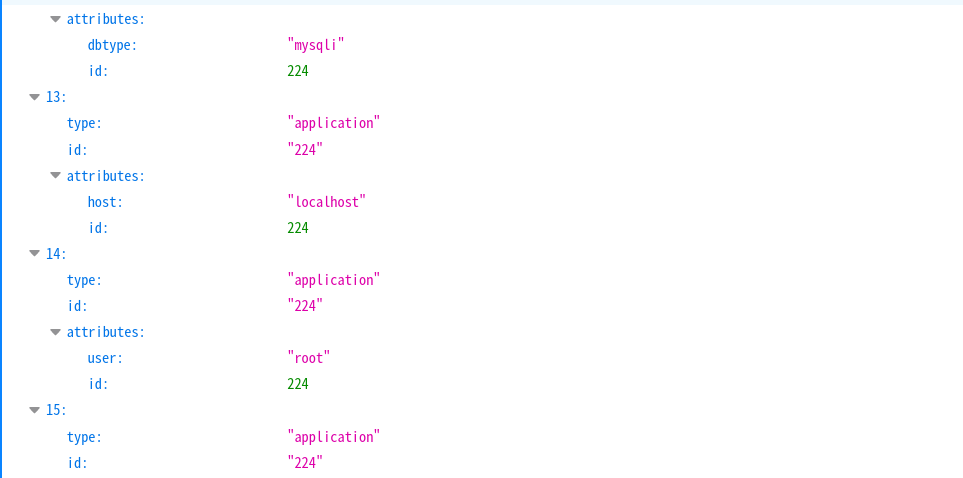 attributes:
dbtype: "mysqli"
id: 224
13:
type: "application"
id: "224"
attributes:
host: "localhost"
id: 224
14:
type: "application"
id: "224"
attributes:
user: "root"
id: 224
15:
type: "application"
id: "224"